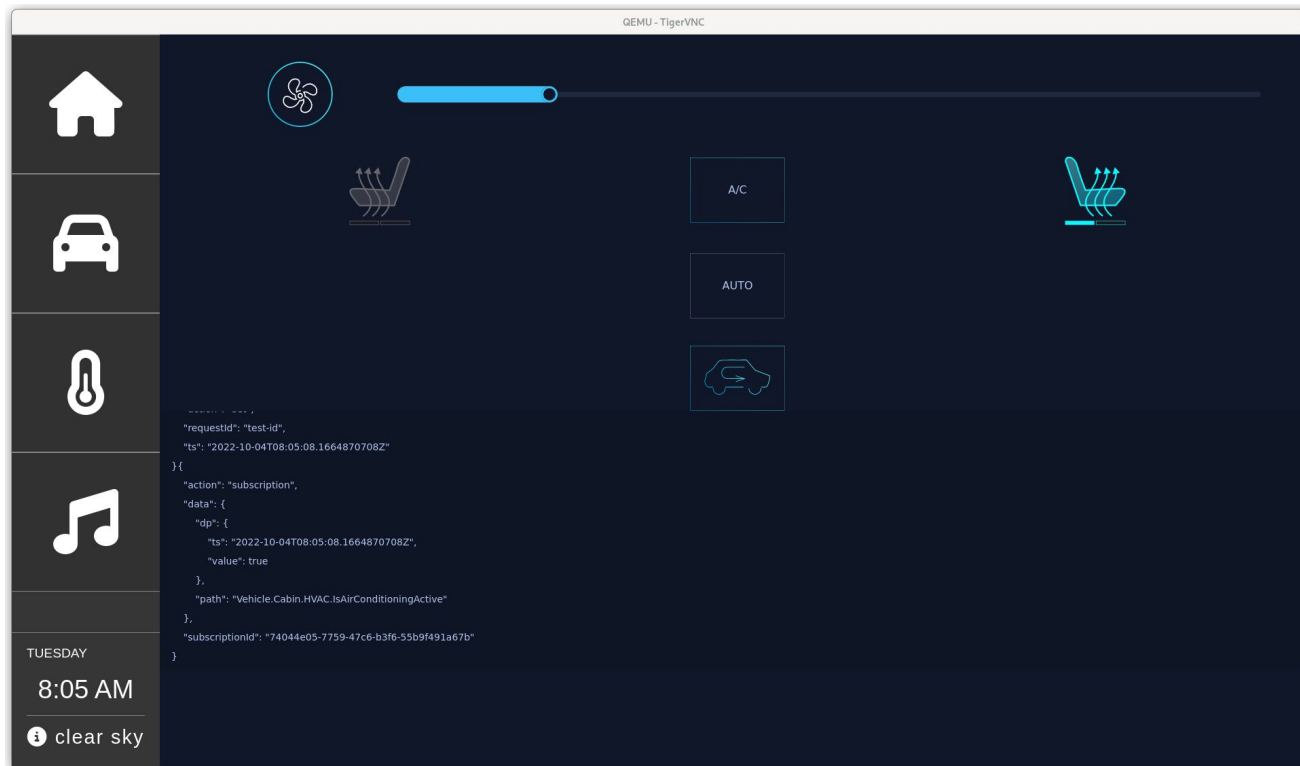 QEMU - TigerVNC
A/C
AUTO
"requestId": "test-id",
"ts": "2022-10-04T08:05:08.1664870708Z"
}{
"action": "subscription",
"data": {
"dp": {
"ts": "2022-10-04T08:05:08.1664870708Z",
"value": true
},
"path": "Vehicle.Cabin.HVAC.IsAirConditioningActive"
},
"subscriptionId": "74044e05-7759-47c6-b3f6-55b9f491a67b"
}
TUESDAY
8:05 AM
clear sky